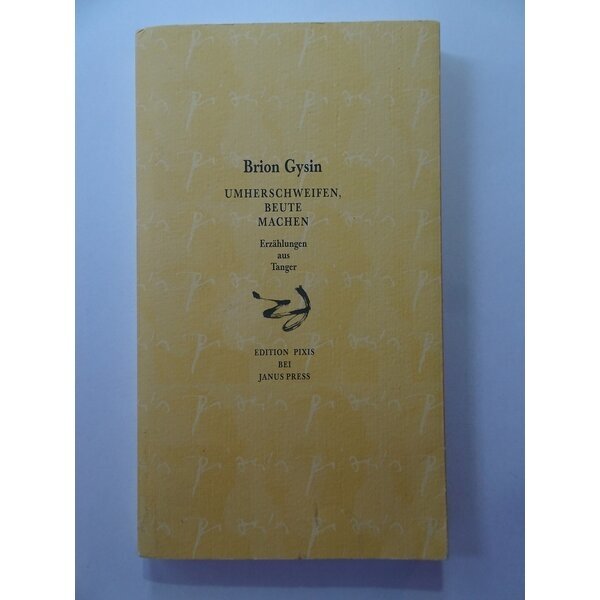 Brion Gysin
UMHERSCHWEIFEN,
BEUTE
MACHEN
Erzählungen
aus
Tanger
EDITION PIXIS
BEI
JANUS PRESS